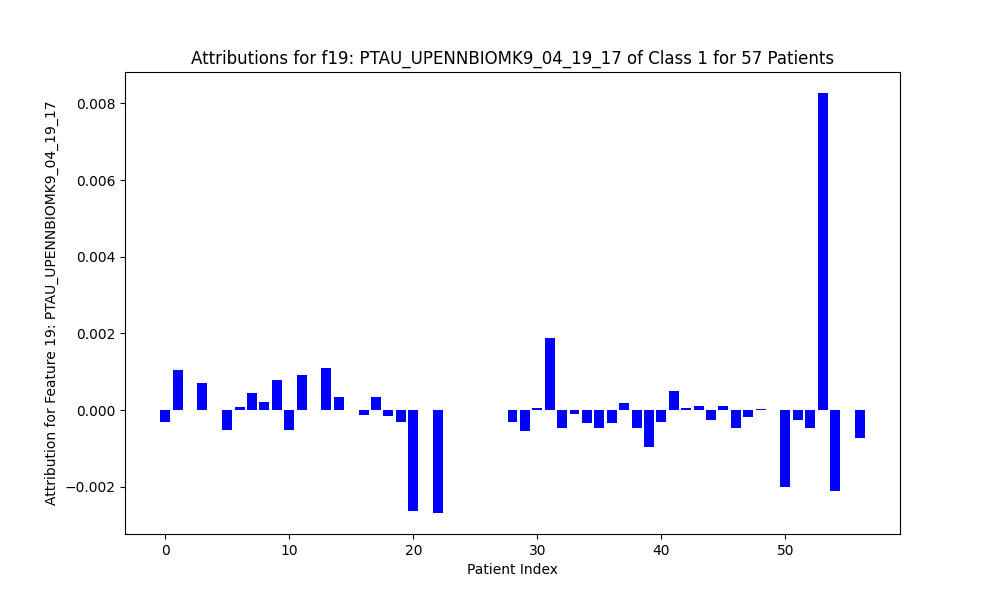 Attributions for f19: PTAU_UPENNBIOMK9_04_19_17 of Class 1 for 57 Patients
Attribution for Feature 19: PTAU_UPENNBIOMK9_04_19_17
0.008
0.006
0.004
0.002
0.000
−0.002
0 10 20 30 40 50
Patient Index